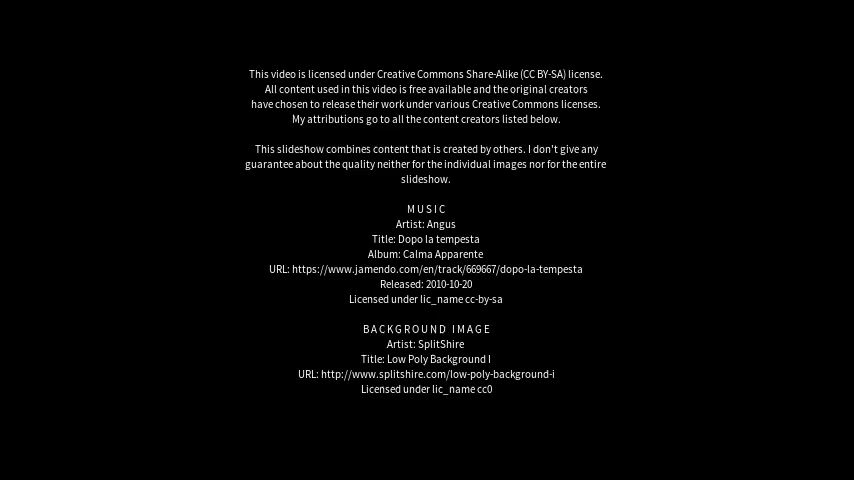 This video is licensed under Creative Commons Share-Alike (CC BY-SA) license.
All content used in this video is free available and the original creators
have chosen to release their work under various Creative Commons licenses.
My attributions go to all the content creators listed below.
This slideshow combines content that is created by others. I don't give any
guarantee about the quality neither for the individual images nor for the entire
slideshow.
MUSIC
Artist: Angus
Title: Dopo la tempesta
Album: Calma Apparente
URL: https://www.jamendo.com/en/track/669667/dopo-la-tempesta
Released: 2010-10-20
Licensed under lic_name cc-by-sa
BACKGROUND IMAGE
Artist: SplitShire
Title: Low Poly Background I
URL: http://www.splitshire.com/low-poly-background-i
Licensed under lic_name cc0